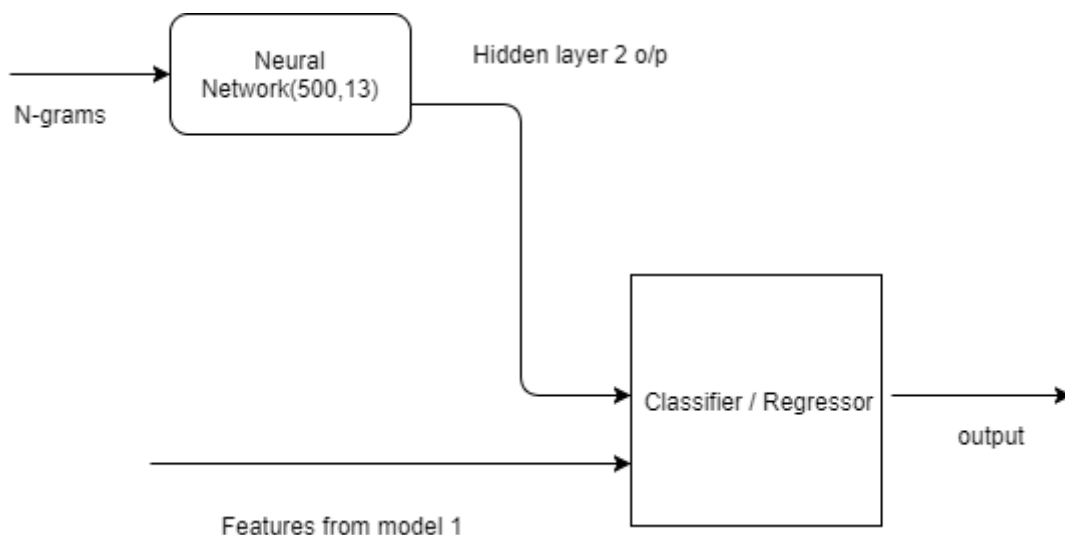 Neural
Network(500,13)
Hidden layer 2 o/p
N-grams
Classifier / Regressor
output
Features from model 1